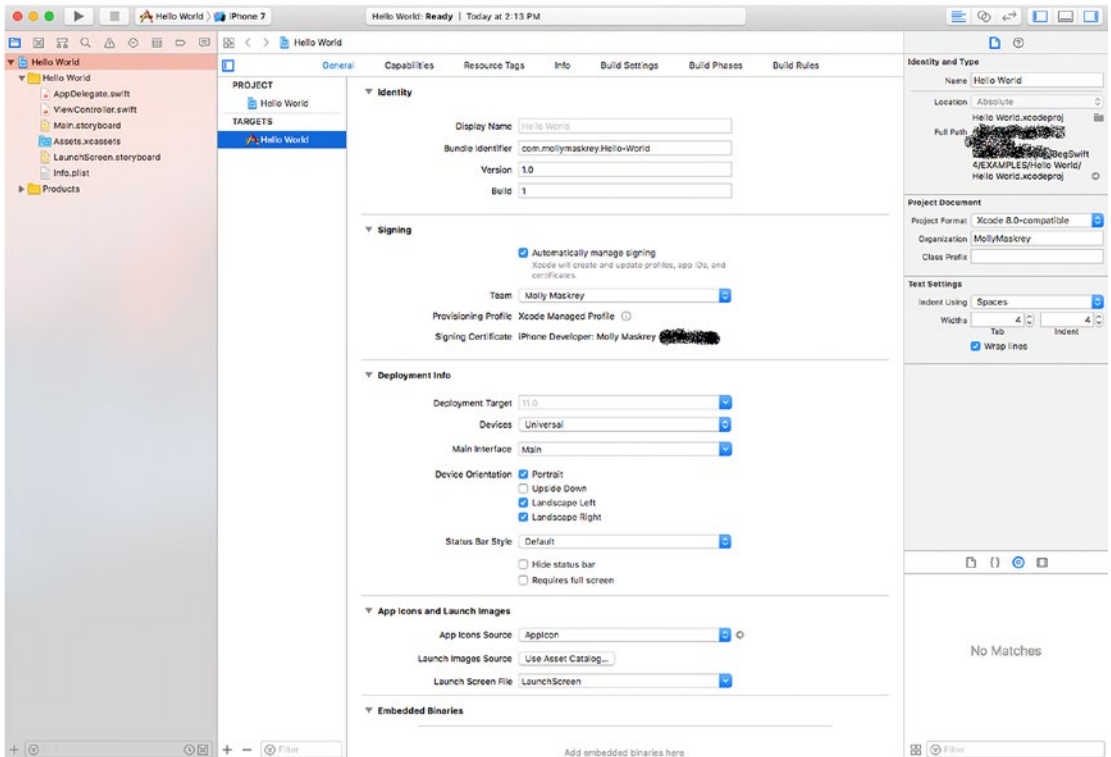 Hello World
iPhone 7
Hello World: Ready | Today at 2:13 PM
Hello World
Hello World
AppDelegate.swift
ViewController.swift
Main.storyboard
Assets.xcassets
LaunchScreen.storyboard
Info.plist
Products
Hello World
General Capabilities Resource Tags Info Build Settings Build Phases Build Rules
PROJECT
Hello World
TARGETS
Hello World
Filter
Identity
Display Name Hello World
Bundle Identifier com.mollymaskrey.Hello-World
Version 1.0
Build 1
Signing
Automatically manage signing
Xcode will create and update profiles, app IDs, and
certificates.
Team Molly Maskrey
Provisioning Profile Xcode Managed Profile
Signing Certificate iPhone Developer: Molly Maskrey
Deployment Info
Deployment Target 11.0
Devices Universal
Main Interface Main
Device Orientation Portrait
Upside Down
Landscape Left
Landscape Right
Status Bar Style Default
Hide status bar
Requires full screen
App Icons and Launch Images
App Icons Source AppIcon
Launch Images Source Use Asset Catalog...
Launch Screen File LaunchScreen
Embedded Binaries
Add embedded binaries here
Identity and Type
Name Hello World
Location Absolute
Hello World.xcodeproj
Full Path
BegSwift
4/EXAMPLES/Hello World/
Hello World.xcodeproj
Project Document
Project Format Xcode 8.0-compatible
Organization MollyMaskrey
Class Prefix
Text Settings
Indent Using Spaces
Widths 4 4
Tab Indent
Wrap lines
No Matches
Filter